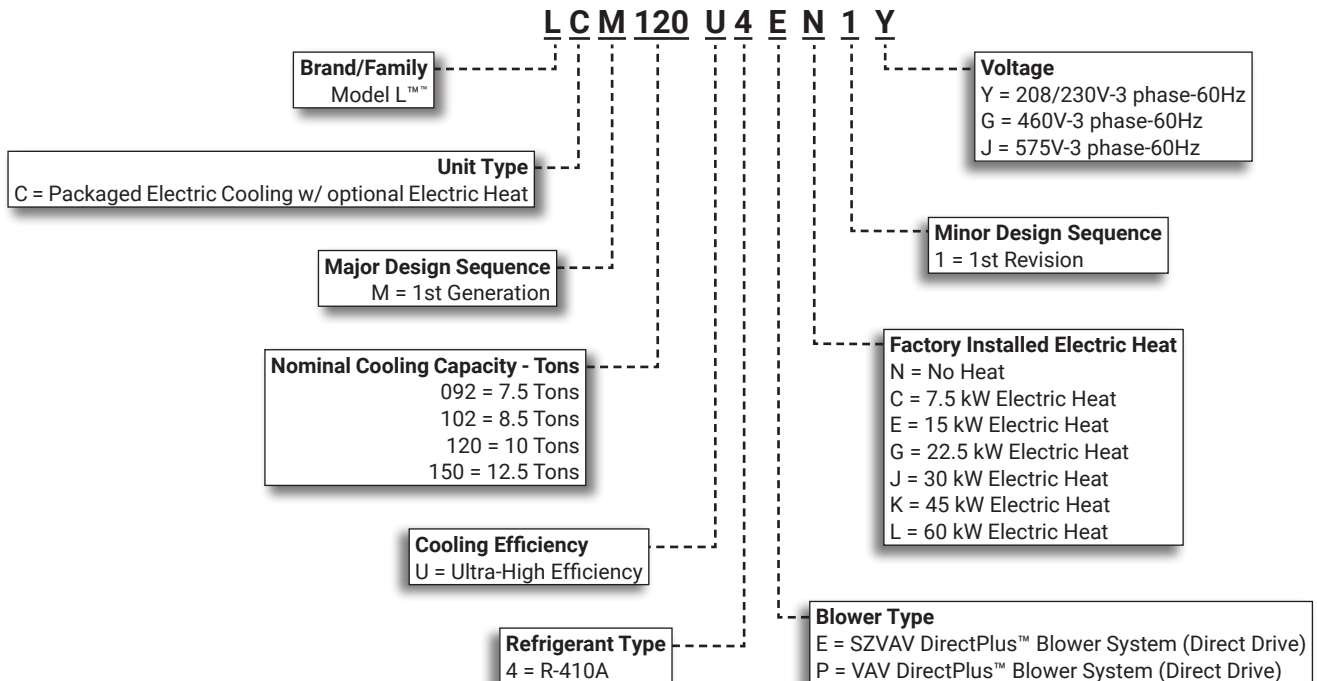 L C M 120 U 4 E N 1 Y
Brand/Family
Model L™™
Voltage
Y = 208/230V-3 phase-60Hz
G = 460V-3 phase-60Hz
J = 575V-3 phase-60Hz
Unit Type
C = Packaged Electric Cooling w/ optional Electric Heat
Minor Design Sequence
1 = 1st Revision
Major Design Sequence
M = 1st Generation
Factory Installed Electric Heat
N = No Heat
C = 7.5 kW Electric Heat
E = 15 kW Electric Heat
G = 22.5 kW Electric Heat
J = 30 kW Electric Heat
K = 45 kW Electric Heat
L = 60 kW Electric Heat
Nominal Cooling Capacity - Tons
092 = 7.5 Tons
102 = 8.5 Tons
120 = 10 Tons
150 = 12.5 Tons
Cooling Efficiency
U = Ultra-High Efficiency
Blower Type
E = SZVAV DirectPlus™ Blower System (Direct Drive)
P = VAV DirectPlus™ Blower System (Direct Drive)
Refrigerant Type
4 = R-410A